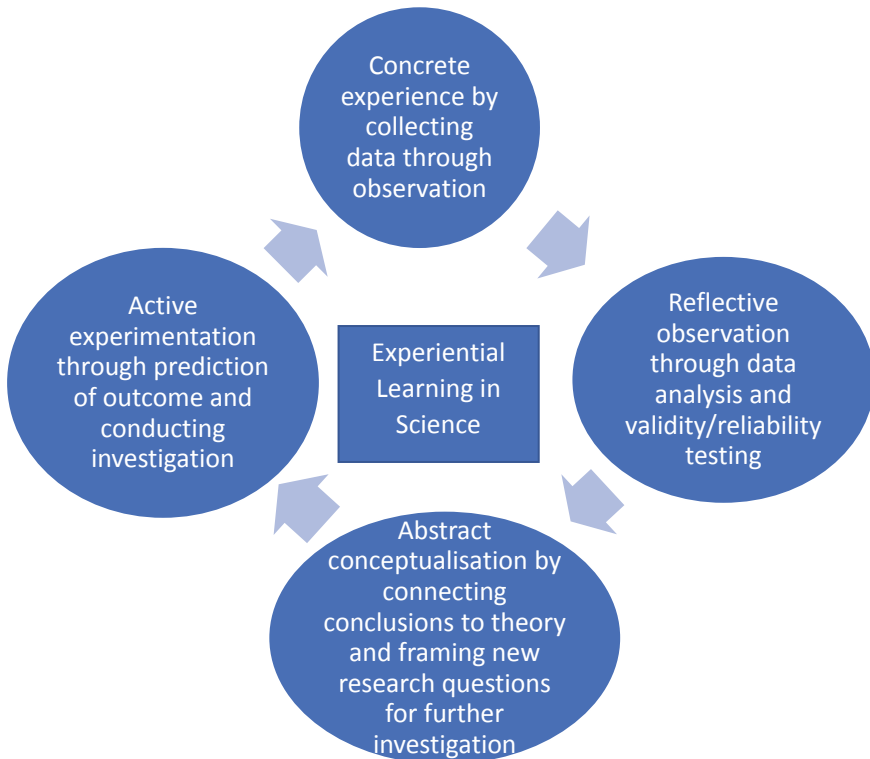 Concrete
experience by
collecting
data through
observation
Reflective
observation
through data
analysis and
validity/reliability
testing
Abstract
conceptualisation by
connecting
conclusions to theory
and framing new
research questions
for further
investigation
Active
experimentation
through prediction
of outcome and
conducting
investigation
Experiential
Learning in
Science